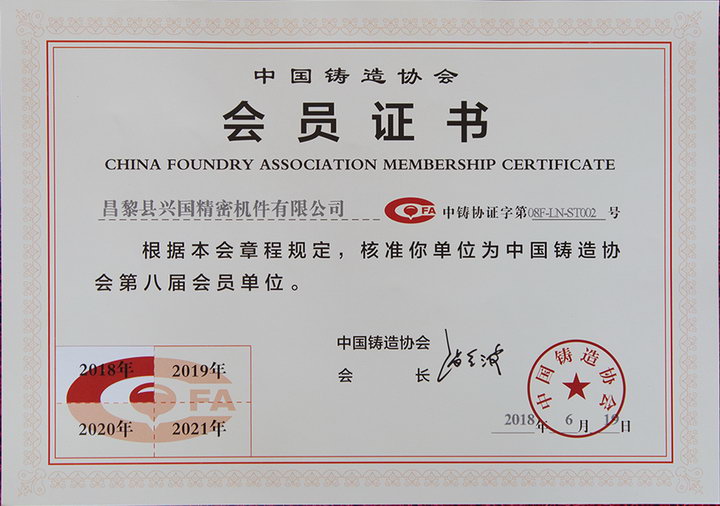 中国铸造协会
会员证书
CHINA FOUNDRY ASSOCIATION MEMBERSHIP CERTIFICATE
昌黎县兴国精密机件有限公司 CFA 中铸协证字第08F-LN-ST002号
根据本会章程规定，核准你单位为中国铸造协
会第八届会员单位。
中国铸造协会
会 长
中国铸造协会
2018年6月19日
2018年 2019年
FA
2020年 2021年